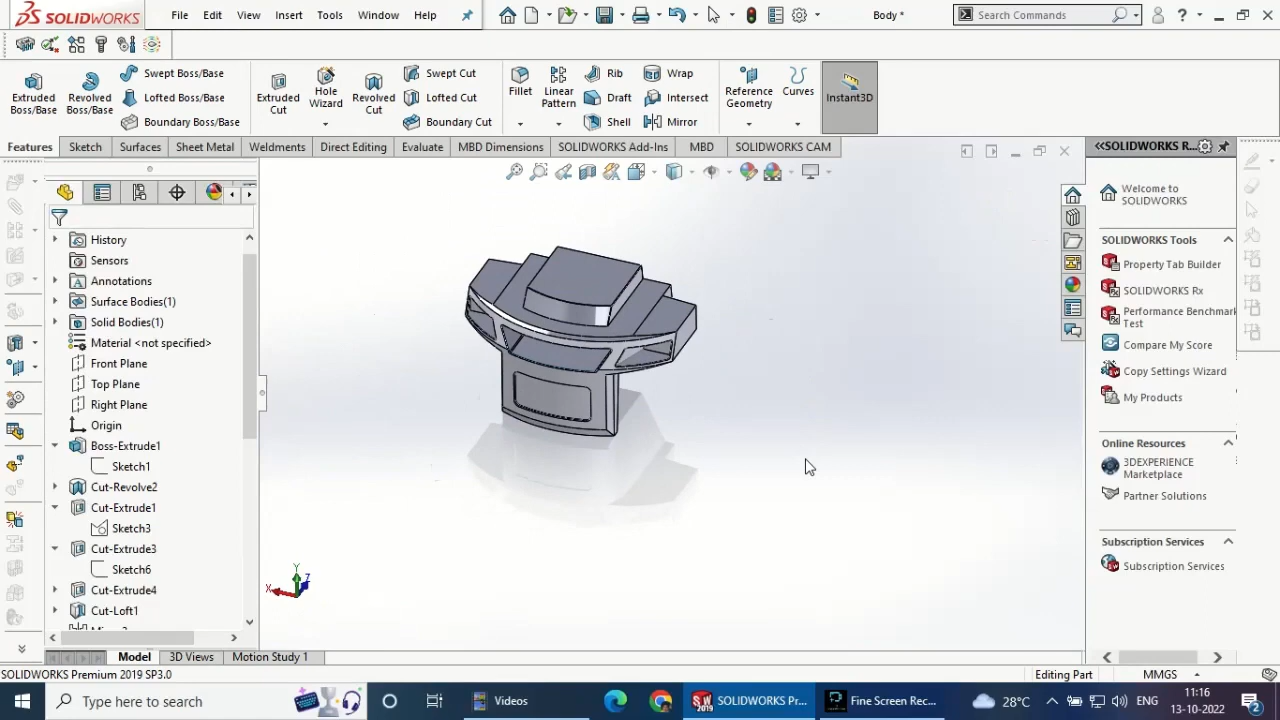 SOLIDWORKS File Edit View Insert Tools Window Help Body * Search Commands
Extruded Boss/Base
Revolved Boss/Base
Swept Boss/Base
Lofted Boss/Base
Boundary Boss/Base
Extruded Cut
Hole Wizard
Revolved Cut
Swept Cut
Lofted Cut
Boundary Cut
Fillet
Linear Pattern
Rib
Draft
Shell
Wrap
Intersect
Mirror
Reference Geometry
Curves
Instant3D
Features Sketch Surfaces Sheet Metal Weldments Direct Editing Evaluate MBD Dimensions SOLIDWORKS Add-Ins MBD SOLIDWORKS CAM
History
Sensors
Annotations
Surface Bodies(1)
Solid Bodies(1)
Material <not specified>
Front Plane
Top Plane
Right Plane
Origin
Boss-Extrude1
Sketch1
Cut-Revolve2
Cut-Extrude1
Sketch3
Cut-Extrude3
Sketch6
Cut-Extrude4
Cut-Loft1
Y
X
Z
SOLIDWORKS R...
Welcome to
SOLIDWORKS
SOLIDWORKS Tools
Property Tab Builder
SOLIDWORKS Rx
Performance Benchmark
Test
Compare My Score
Copy Settings Wizard
My Products
Online Resources
3DEXPERIENCE
Marketplace
Partner Solutions
Subscription Services
Subscription Services
Model 3D Views Motion Study 1
SOLIDWORKS Premium 2019 SP3.0 Editing Part MMGS
Type here to search Videos SOLIDWORKS Pr... Fine Screen Rec... 28°C ENG 11:16
13-10-2022 2